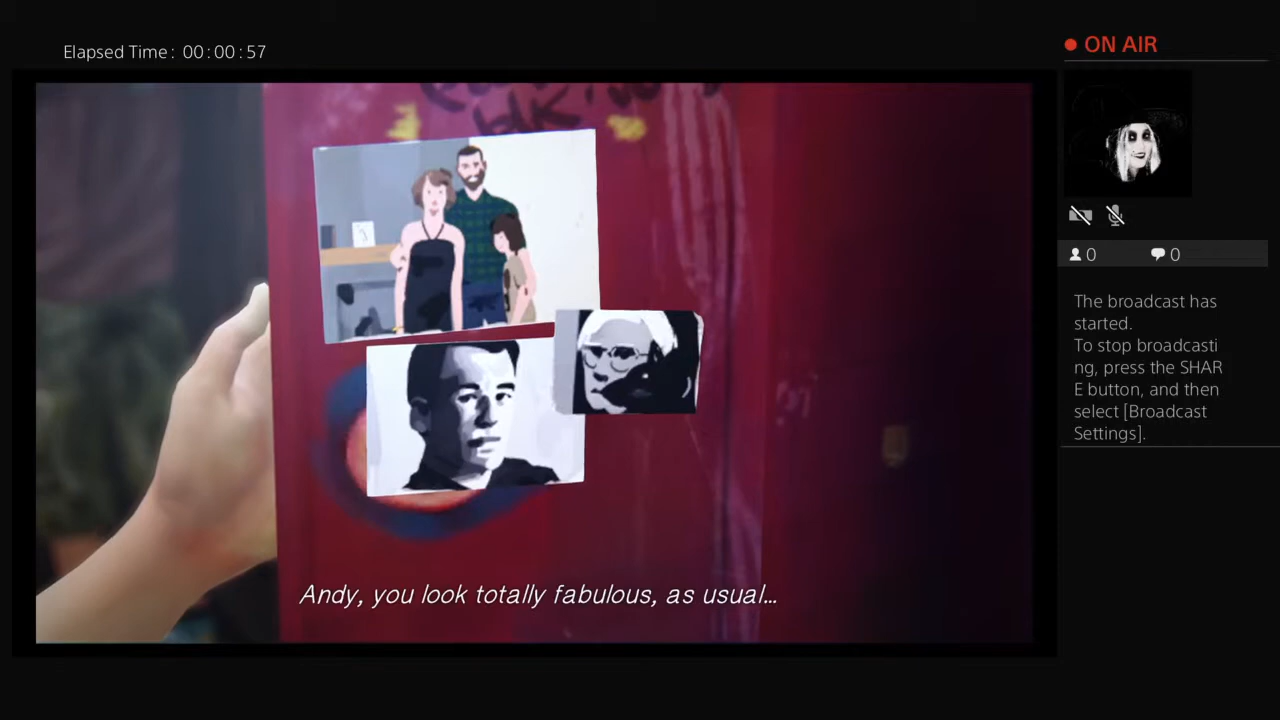 Elapsed Time: 00:00:57
ON AIR
blk
0 0
The broadcast has
started.
To stop broadcasti
ng, press the SHAR
E button, and then
select [Broadcast
Settings].
Andy, you look totally fabulous, as usual...